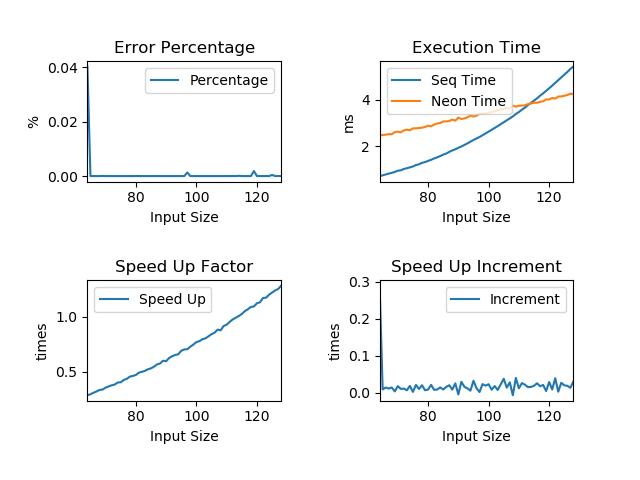 Error Percentage
0.04
0.02
0.00
%
Percentage
80
100
120
Input Size
Execution Time
4
2
ms
Seq Time
Neon Time
80
100
120
Input Size
Speed Up Factor
1.0
0.5
times
Speed Up
80
100
120
Input Size
Speed Up Increment
0.3
0.2
0.1
0.0
times
Increment
80
100
120
Input Size